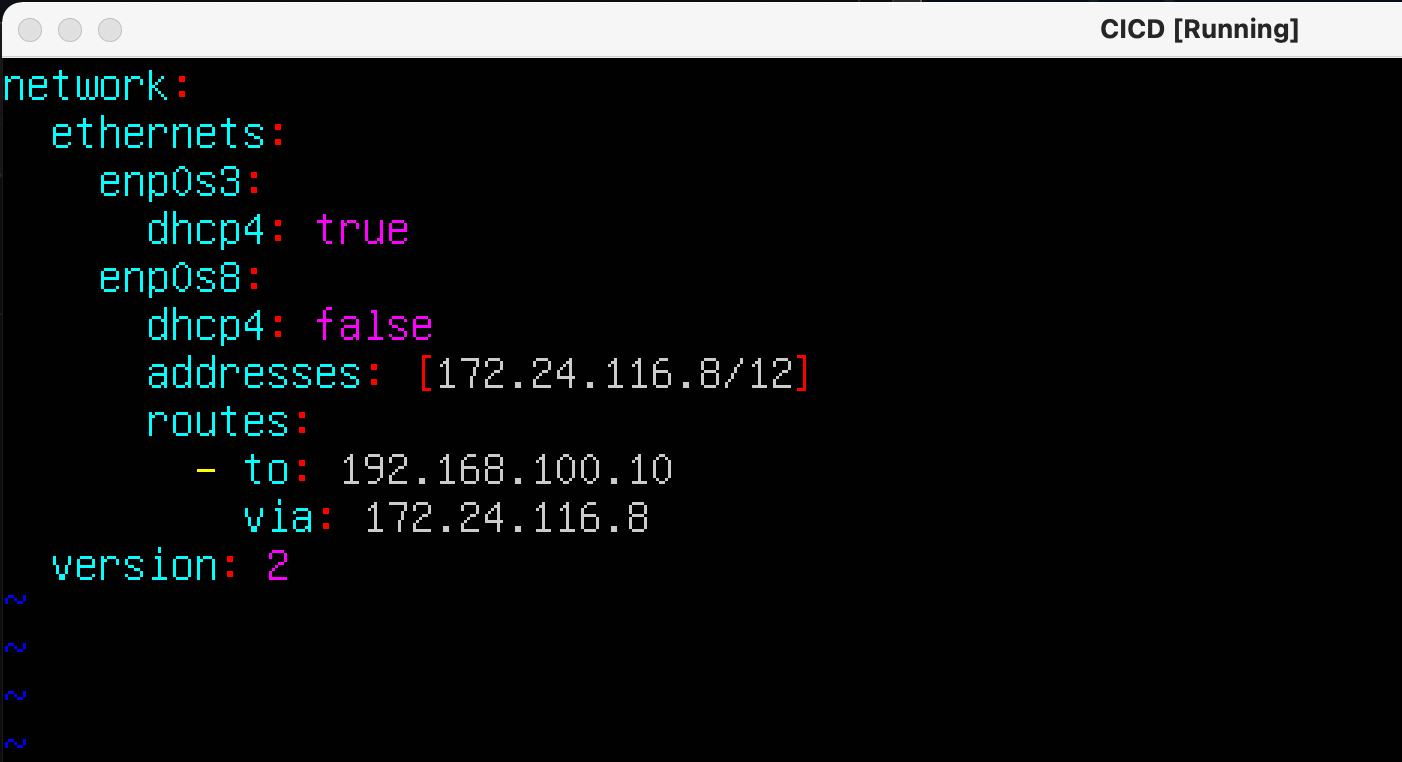 CICD [Running]
network:
  ethernets:
    enp0s3:
      dhcp4: true
    enp0s8:
      dhcp4: false
      addresses: [172.24.116.8/12]
      routes:
        - to: 192.168.100.10
          via: 172.24.116.8
  version: 2
~
~
~
~